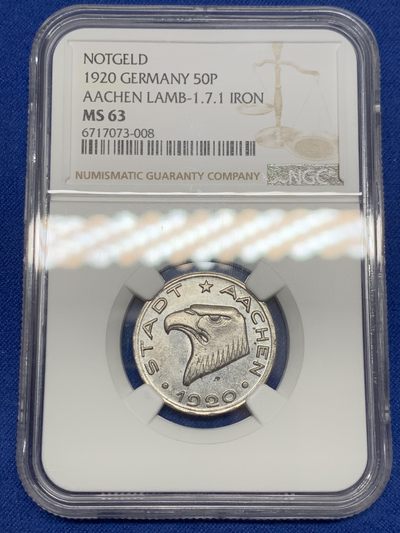 NOTGELD
1920 GERMANY 50P
AACHEN LAMB-1.7.1 IRON
MS 63
6717073-008
NUMISMATIC GUARANTY COMPANY
NGC
STADT ☆ AACHEN
• 1920 •